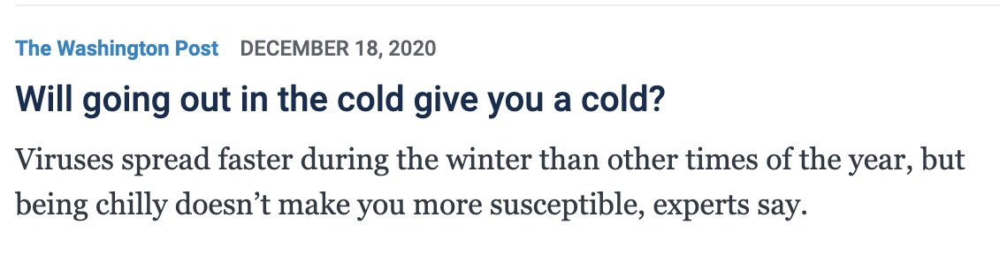 The Washington Post DECEMBER 18, 2020
Will going out in the cold give you a cold?
Viruses spread faster during the winter than other times of the year, but
being chilly doesn’t make you more susceptible, experts say.